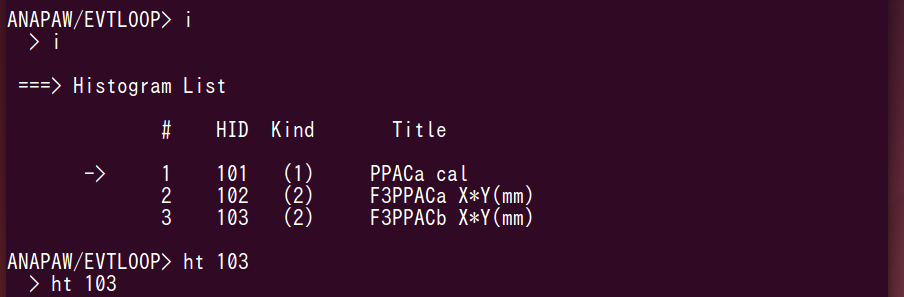 ANAPAW/EVTLOOP> i
> i
===> Histogram List
# HID Kind Title
-> 1 101 (1) PPACa cal
2 102 (2) F3PPACa X*Y(mm)
3 103 (2) F3PPACb X*Y(mm)
ANAPAW/EVTLOOP> ht 103
> ht 103